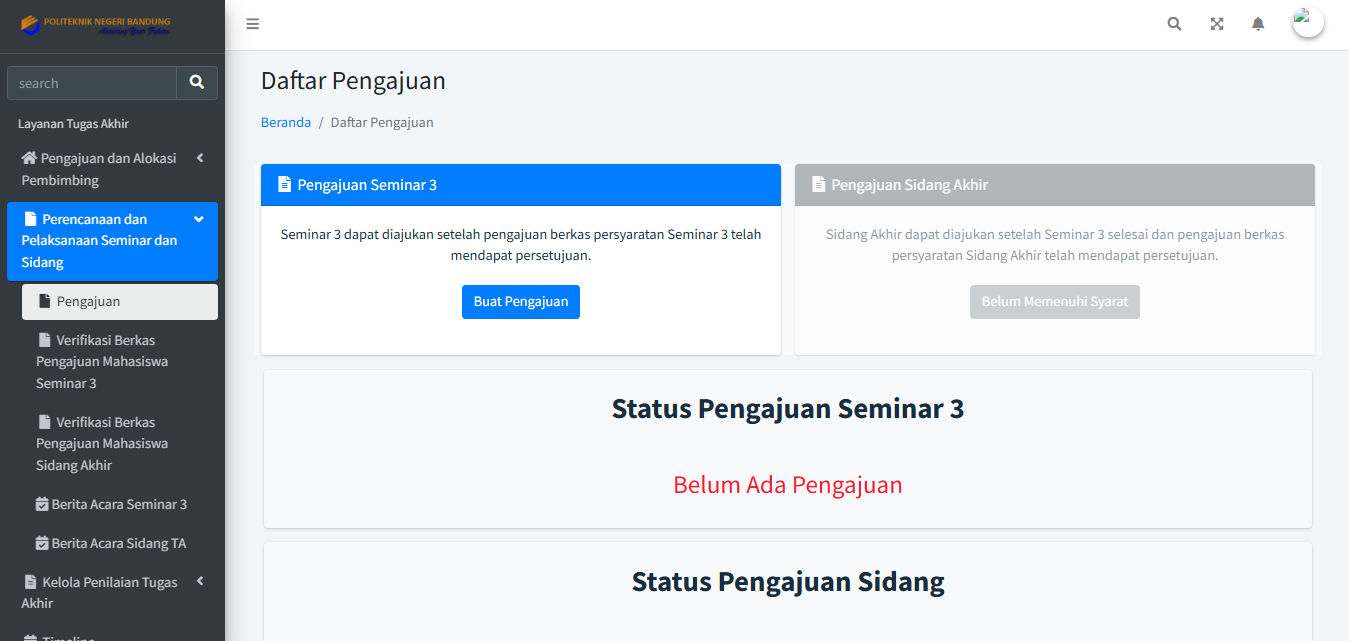 POLITEKNIK NEGERI BANDUNG
Assuring Your Future
search
Layanan Tugas Akhir
Pengajuan dan Alokasi
Pembimbing
Perencanaan dan
Pelaksanaan Seminar dan
Sidang
Pengajuan
Verifikasi Berkas
Pengajuan Mahasiswa
Seminar 3
Verifikasi Berkas
Pengajuan Mahasiswa
Sidang Akhir
Berita Acara Seminar 3
Berita Acara Sidang TA
Kelola Penilaian Tugas
Akhir
Timeline
Daftar Pengajuan
Beranda / Daftar Pengajuan
Pengajuan Seminar 3
Seminar 3 dapat diajukan setelah pengajuan berkas persyaratan Seminar 3 telah
mendapat persetujuan.
Buat Pengajuan
Pengajuan Sidang Akhir
Sidang Akhir dapat diajukan setelah Seminar 3 selesai dan pengajuan berkas
persyaratan Sidang Akhir telah mendapat persetujuan.
Belum Memenuhi Syarat
Status Pengajuan Seminar 3
Belum Ada Pengajuan
Status Pengajuan Sidang